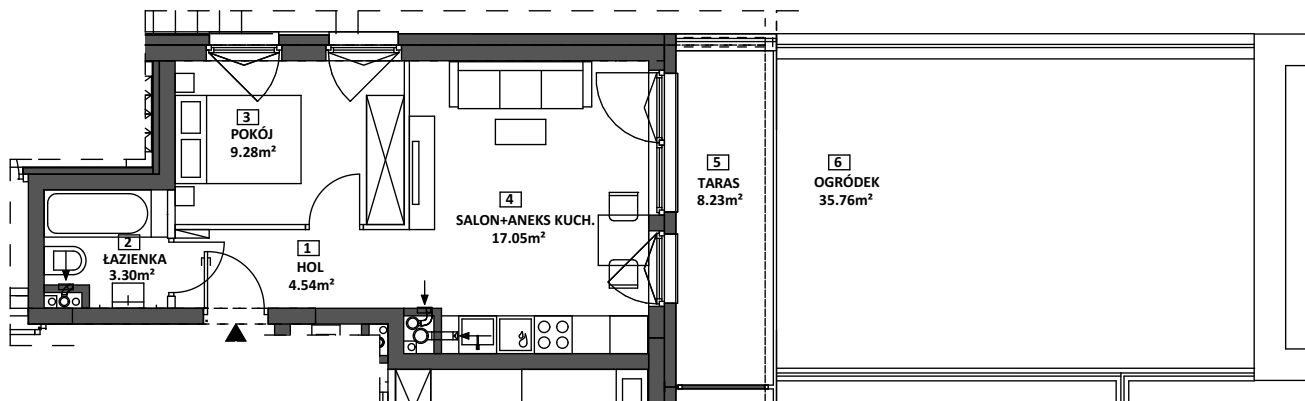 1
HOL
4.54m²
2
ŁAZIENKA
3.30m²
3
POKÓJ
9.28m²
4
SALON+ANEKS KUCH.
17.05m²
5
TARAS
8.23m²
6
OGRÓDEK
35.76m²